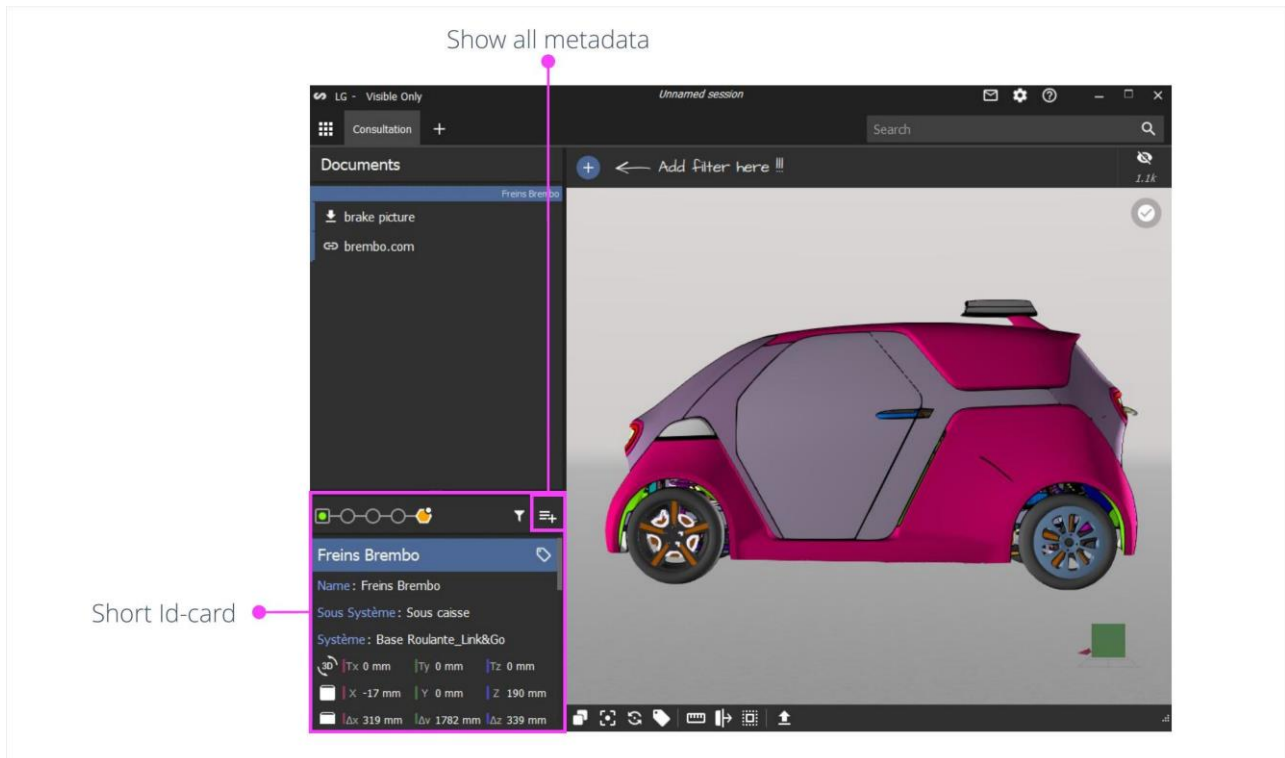 Show all metadata
LG - Visible Only
Unnamed session
Consultation
Search
Documents
Add filter here !!!
1.1k
Freins Brembo
brake picture
brembo.com
Freins Brembo
Name : Freins Brembo
Short Id-card
Sous Système : Sous caisse
Système : Base Roulante_Link&Go
3D Tx 0 mm Ty 0 mm Tz 0 mm
X -17 mm Y 0 mm Z 190 mm
Δx 319 mm Δy 1782 mm Δz 339 mm